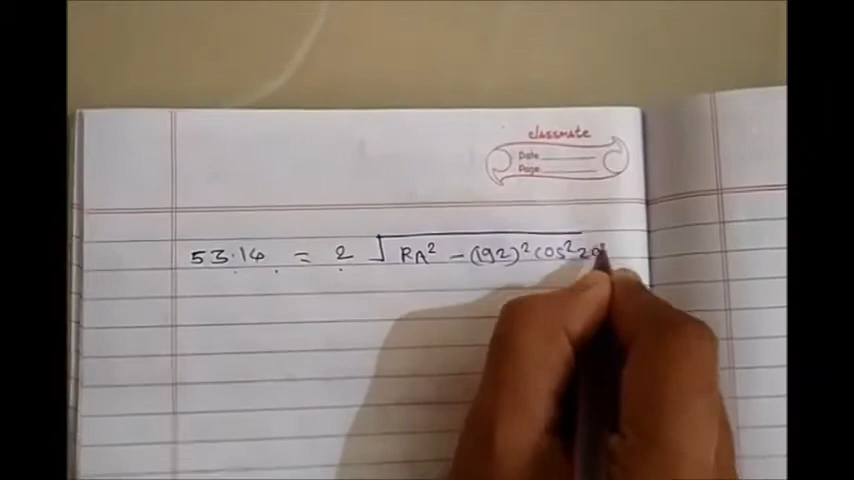 classmate
Date
Page
53.14 = 2 √RA² - (92)² cos² 20°